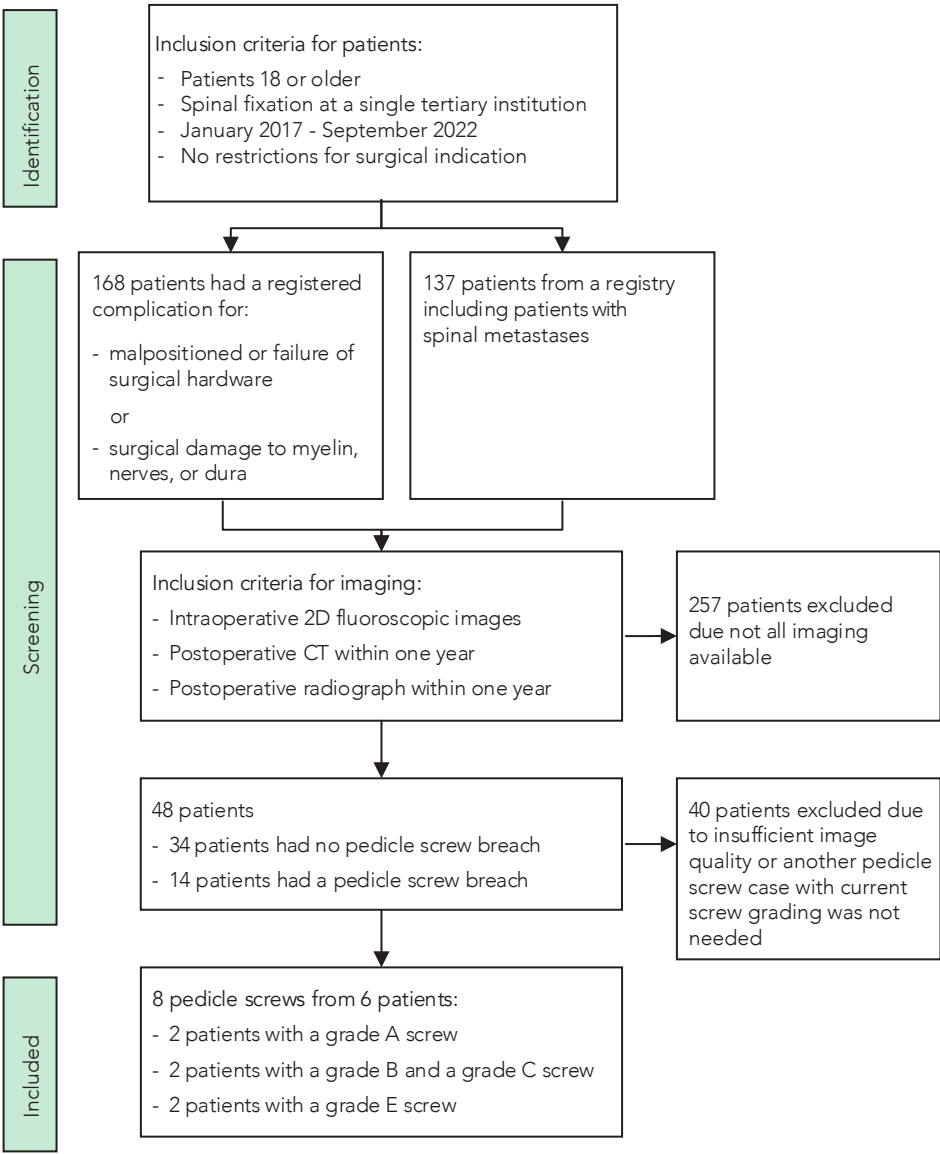 Identification
Inclusion criteria for patients:
- Patients 18 or older
- Spinal fixation at a single tertiary institution
- January 2017 - September 2022
- No restrictions for surgical indication
Screening
168 patients had a registered
complication for:
- malpositioned or failure of
surgical hardware
or
- surgical damage to myelin,
nerves, or dura
137 patients from a registry
including patients with
spinal metastases
Inclusion criteria for imaging:
- Intraoperative 2D fluoroscopic images
- Postoperative CT within one year
- Postoperative radiograph within one year
257 patients excluded
due not all imaging
available
48 patients
- 34 patients had no pedicle screw breach
- 14 patients had a pedicle screw breach
40 patients excluded due
to insufficient image
quality or another pedicle
screw case with current
screw grading was not
needed
Included
8 pedicle screws from 6 patients:
- 2 patients with a grade A screw
- 2 patients with a grade B and a grade C screw
- 2 patients with a grade E screw